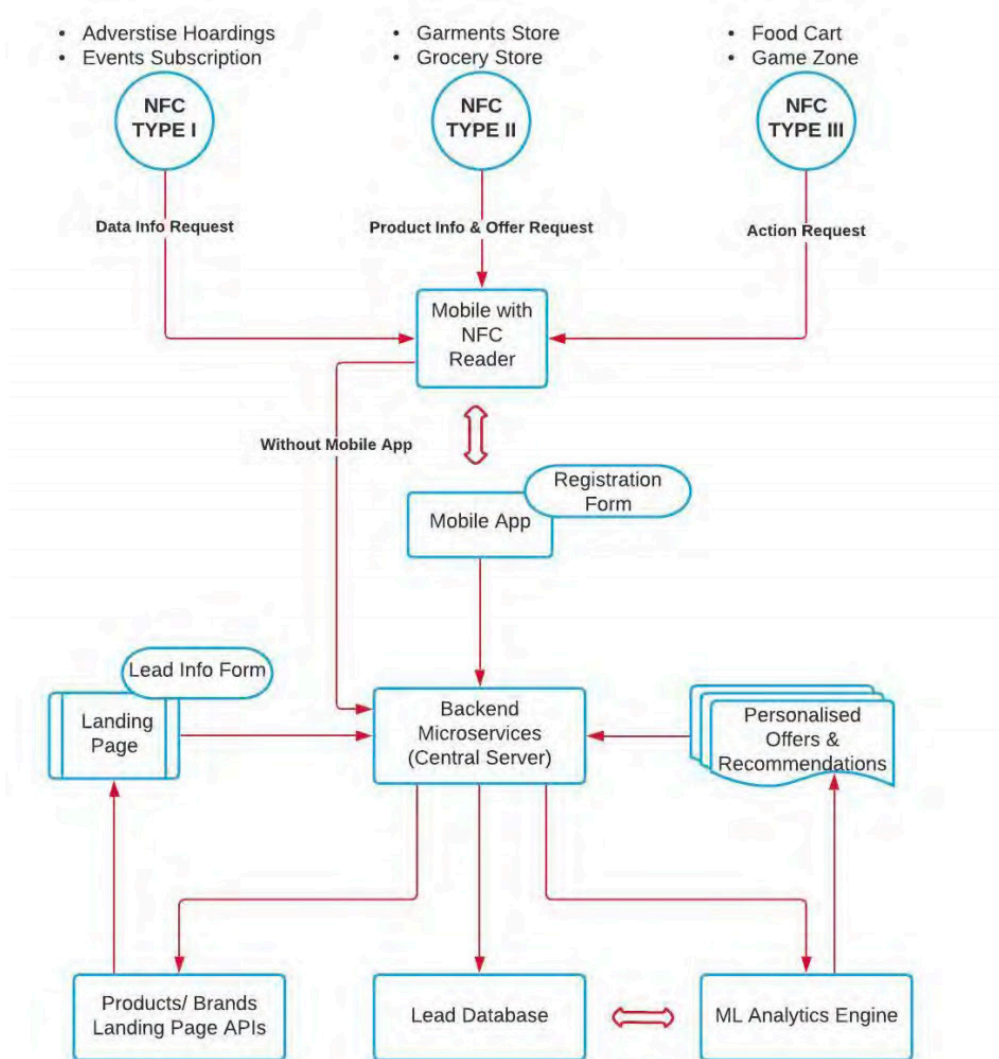 • Adverstise Hoardings
• Events Subscription
• Garments Store
• Grocery Store
• Food Cart
• Game Zone
NFC
TYPE I
NFC
TYPE II
NFC
TYPE III
Data Info Request
Product Info & Offer Request
Action Request
Mobile with
NFC
Reader
Without Mobile App
Registration
Form
Mobile App
Lead Info Form
Landing
Page
Backend
Microservices
(Central Server)
Personalised
Offers &
Recommendations
Products/ Brands
Landing Page APIs
Lead Database
ML Analytics Engine